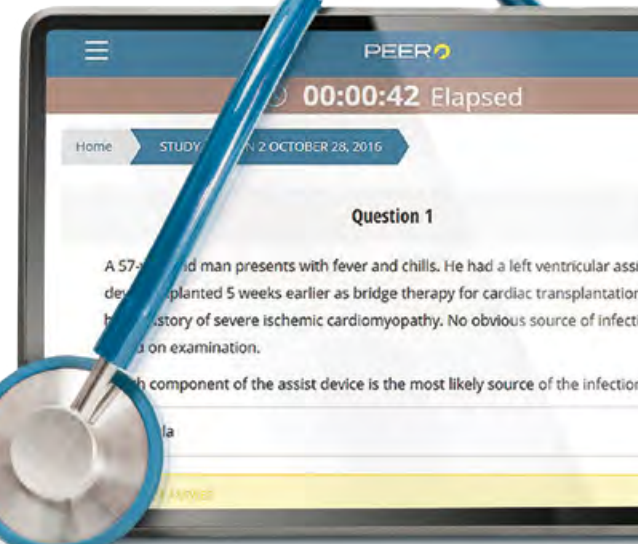 PEER
00:00:42 Elapsed
Home
STUDY N 2 OCTOBER 28, 2016
Question 1
A 57- d man presents with fever and chills. He had a left ventricular assi
de planted 5 weeks earlier as bridge therapy for cardiac transplantation
h story of severe ischemic cardiomyopathy. No obvious source of infecti
d on examination.
h component of the assist device is the most likely source of the infection
la